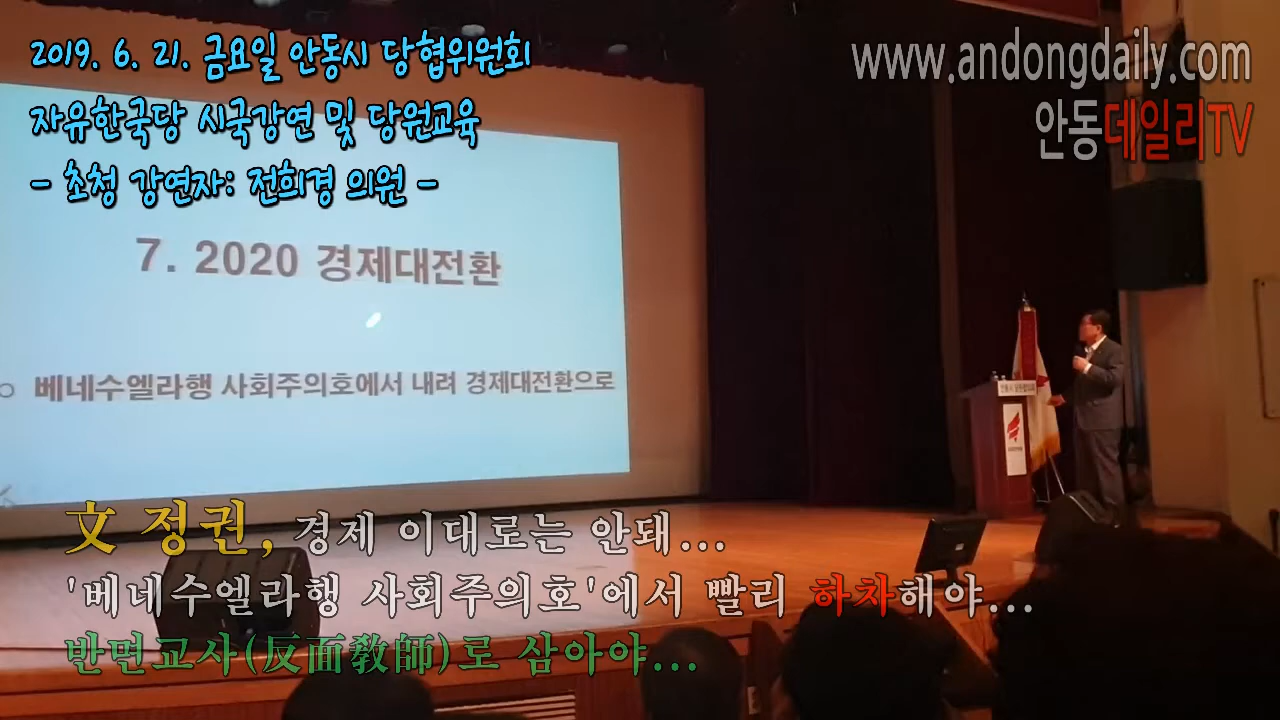 2019. 6. 21. 금요일 안동시 당협위원회
자유한국당 시국강연 및 당원교육
- 초청 강연자: 전희경 의원 -
www.andongdaily.com
안동데일리TV
7. 2020 경제대전환
○ 베네수엘라행 사회주의호에서 내려 경제대전환으로
文 정권, 경제 이대로는 안돼...
'베네수엘라행 사회주의호'에서 빨리 하차해야...
반면교사(反面敎師)로 삼아야...